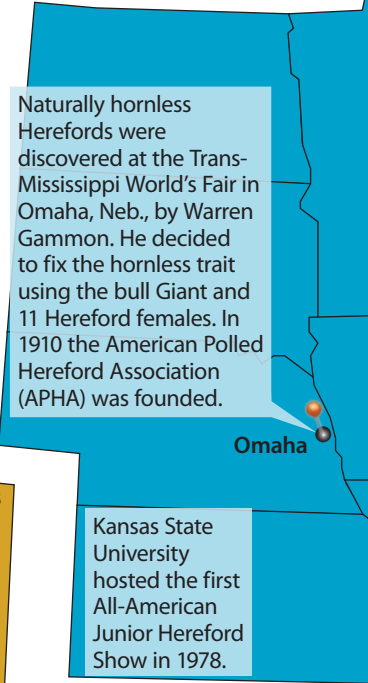 Naturally hornless
Herefords were
discovered at the Trans-
Mississippi World's Fair in
Omaha, Neb., by Warren
Gammon. He decided
to fix the hornless trait
using the bull Giant and
11 Hereford females. In
1910 the American Polled
Hereford Association
(APHA) was founded.
Omaha
Kansas State
University
hosted the first
All-American
Junior Hereford
Show in 1978.